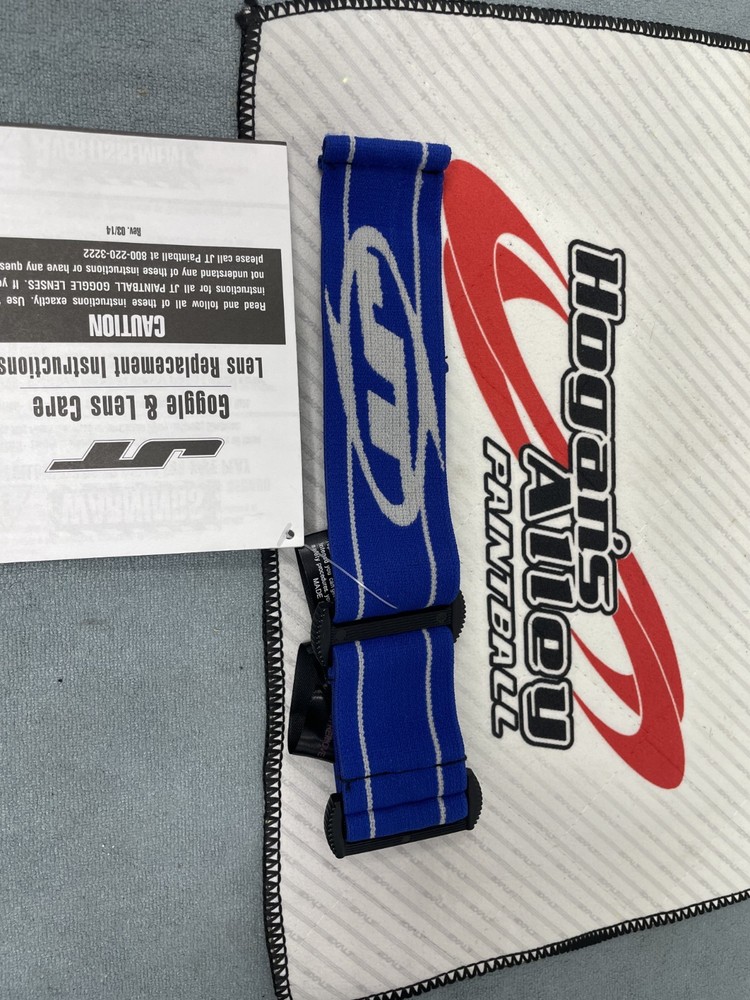 JT
Goggle & Lens Care
Lens Replacement Instructions
CAUTION
Read and follow all of these instructions exactly. Use
instructions for all JT PAINTBALL GOGGLE LENSES. If
not understand any of these instructions or have any
please call JT Paintball at 800-220-3222
Rev. 03/14
JT
MADE
Hogan's
Alley
PAINTBALL